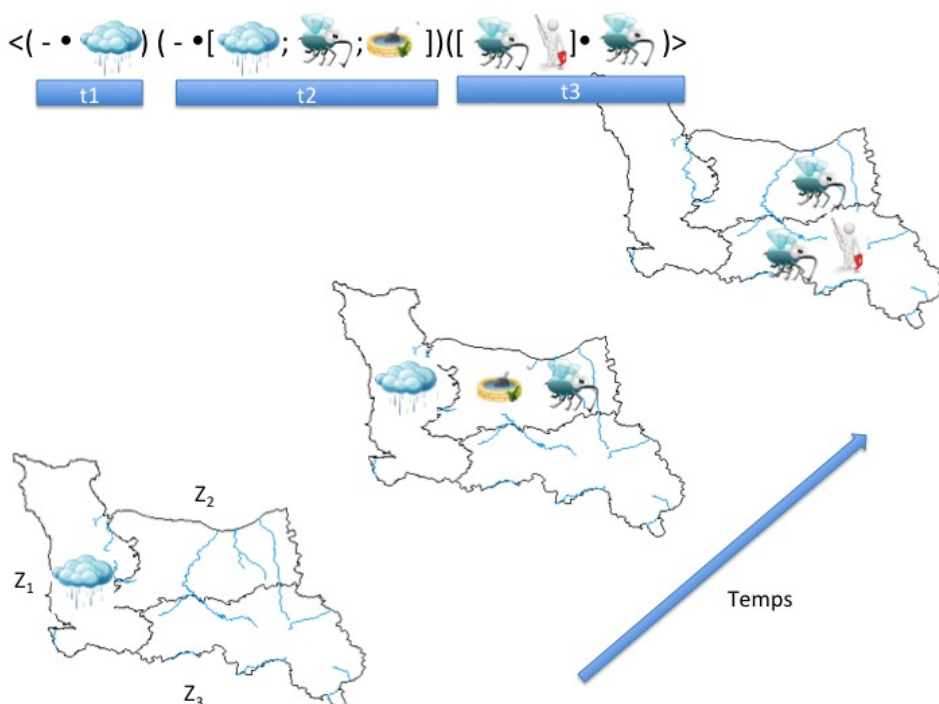 <( - • ) ( - •[ ; ; ])([ ]• )>
t1 t2 t3
Z2
Z1
Temps
Z3